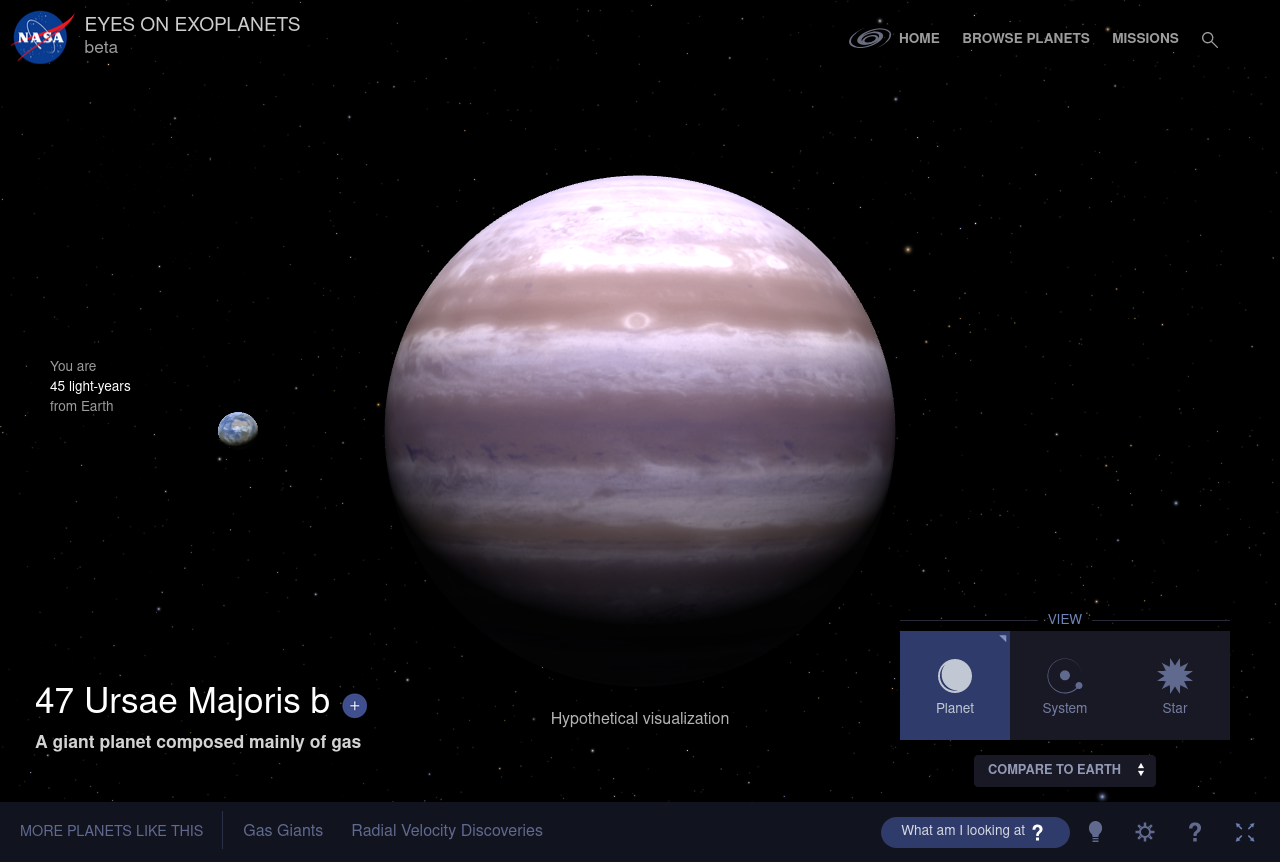 NASA
EYES ON EXOPLANETS
beta
HOME
BROWSE PLANETS
MISSIONS
You are
45 light-years
from Earth
VIEW
Planet
System
Star
47 Ursae Majoris b +
A giant planet composed mainly of gas
Hypothetical visualization
COMPARE TO EARTH
MORE PLANETS LIKE THIS
Gas Giants
Radial Velocity Discoveries
What am I looking at ?
?